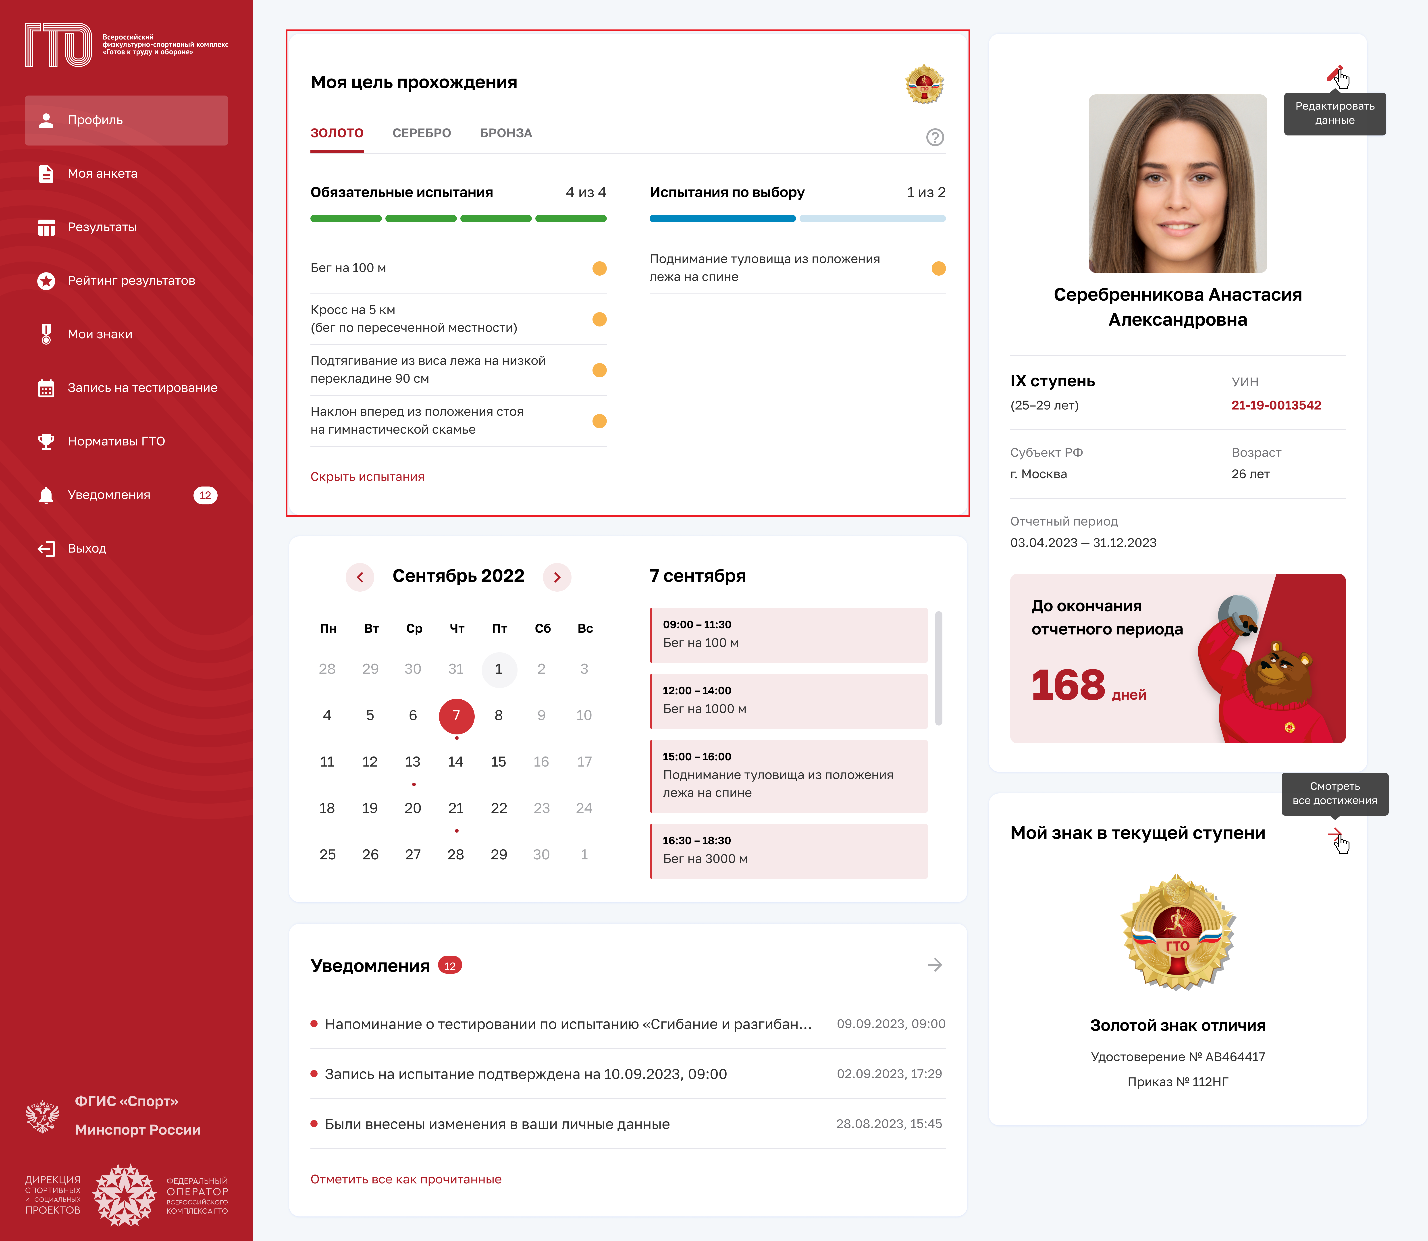 ГТО
Всероссийский
физкультурно-спортивный комплекс
«Готов к труду и обороне»
Профиль
Моя анкета
Результаты
Рейтинг результатов
Мои знаки
Запись на тестирование
Нормативы ГТО
Уведомления 12
Выход
ФГИС «Спорт»
Минспорт России
ДИРЕКЦИЯ
СПОРТИВНЫХ
И СОЦИАЛЬНЫХ
ПРОЕКТОВ
ФЕДЕРАЛЬНЫЙ
ОПЕРАТОР
ВСЕРОССИЙСКОГО
КОМПЛЕКСА ГТО
Моя цель прохождения
ЗОЛОТО СЕРЕБРО БРОНЗА
Обязательные испытания 4 из 4
Бег на 100 м
Кросс на 5 км
(бег по пересеченной местности)
Подтягивание из виса лежа на низкой
перекладине 90 см
Наклон вперед из положения стоя
на гимнастической скамье
Скрыть испытания
Испытания по выбору 1 из 2
Поднимание туловища из положения
лежа на спине
Сентябрь 2022
Пн Вт Ср Чт Пт Сб Вс
28 29 30 31 1 2 3
4 5 6 7 8 9 10
11 12 13 14 15 16 17
18 19 20 21 22 23 24
25 26 27 28 29 30 1
7 сентября
09:00 – 11:30
Бег на 100 м
12:00 – 14:00
Бег на 1000 м
15:00 – 16:00
Поднимание туловища из положения
лежа на спине
16:30 – 18:30
Бег на 3000 м
Уведомления 12
Напоминание о тестировании по испытанию «Сгибание и разгибан... 09.09.2023, 09:00
Запись на испытание подтверждена на 10.09.2023, 09:00 02.09.2023, 17:29
Были внесены изменения в ваши личные данные 28.08.2023, 15:45
Отметить все как прочитанные
Редактировать
данные
Серебренникова Анастасия
Александровна
IX ступень
(25–29 лет)
УИН
21-19-0013542
Субъект РФ
г. Москва
Возраст
26 лет
Отчетный период
03.04.2023 — 31.12.2023
До окончания
отчетного периода
168 дней
Смотреть
все достижения
Мой знак в текущей ступени
ГТО
Золотой знак отличия
Удостоверение № АВ464417
Приказ № 112НГ